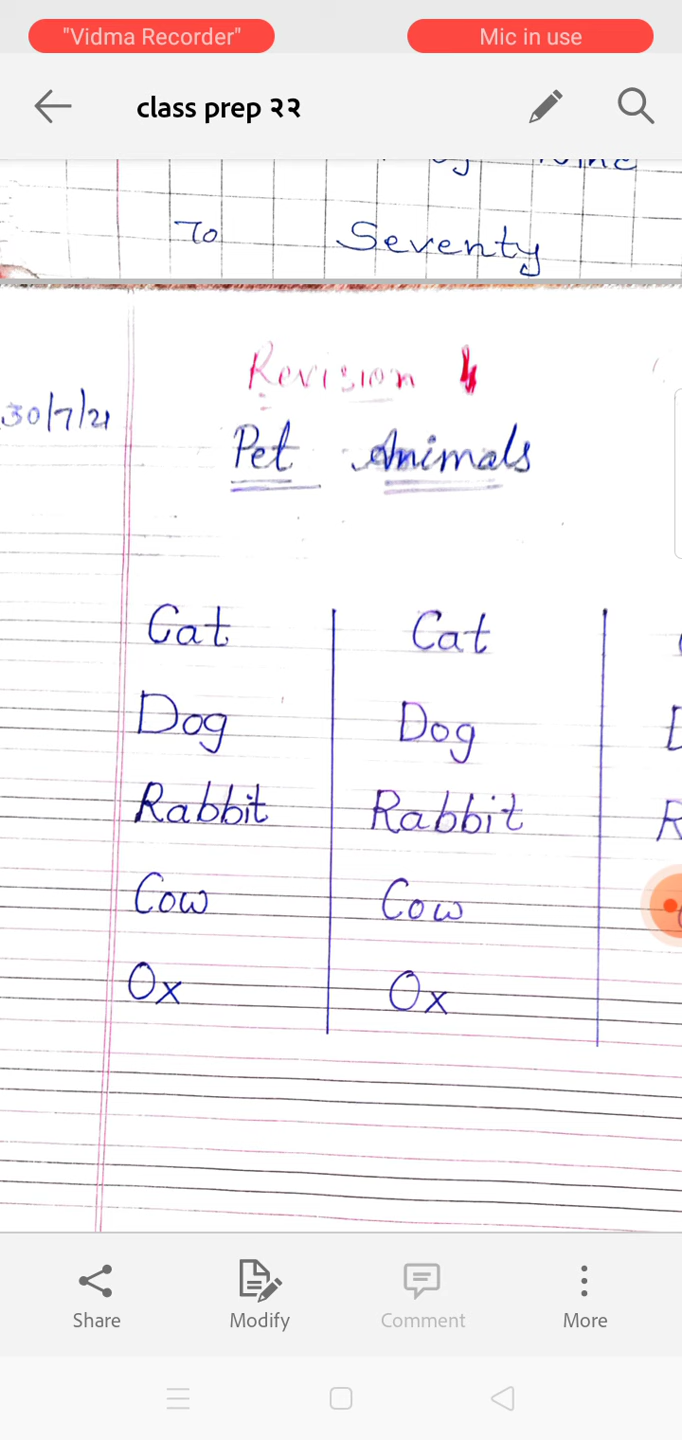 "Vidma Recorder" Mic in use
class prep २२
To Seventy
Revision
30/7/21
Pet Animals
Cat Cat
Dog Dog
Rabbit Rabbit
Cow Cow
Ox Ox
Share Modify Comment More